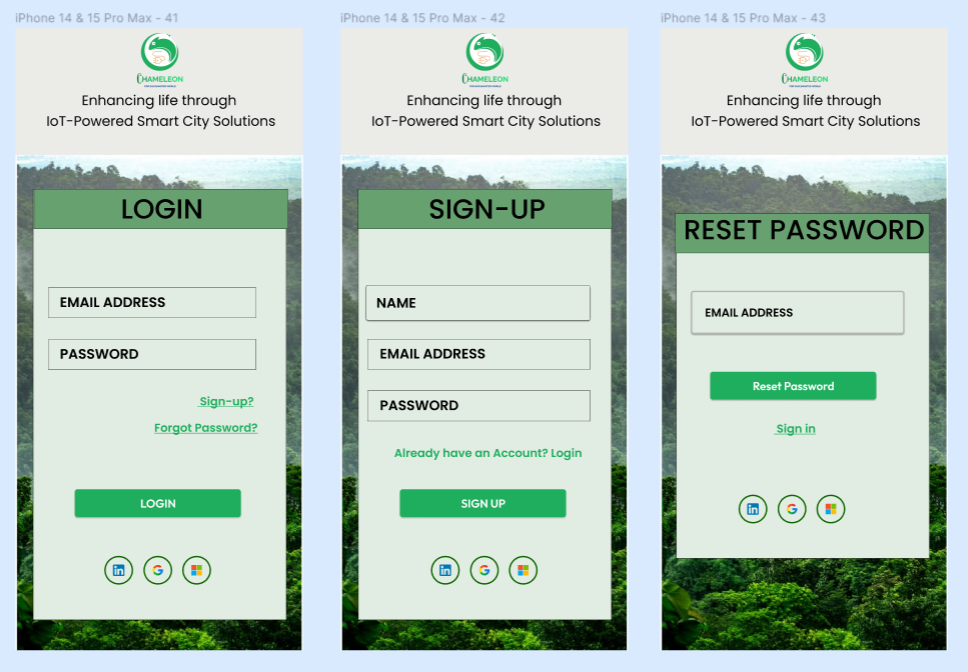 iPhone 14 & 15 Pro Max - 41
CHAMELEON
Enhancing life through
IoT-Powered Smart City Solutions
LOGIN
EMAIL ADDRESS
PASSWORD
Sign-up?
Forgot Password?
LOGIN
iPhone 14 & 15 Pro Max - 42
CHAMELEON
Enhancing life through
IoT-Powered Smart City Solutions
SIGN-UP
NAME
EMAIL ADDRESS
PASSWORD
Already have an Account? Login
SIGN UP
iPhone 14 & 15 Pro Max - 43
CHAMELEON
Enhancing life through
IoT-Powered Smart City Solutions
RESET PASSWORD
EMAIL ADDRESS
Reset Password
Sign in